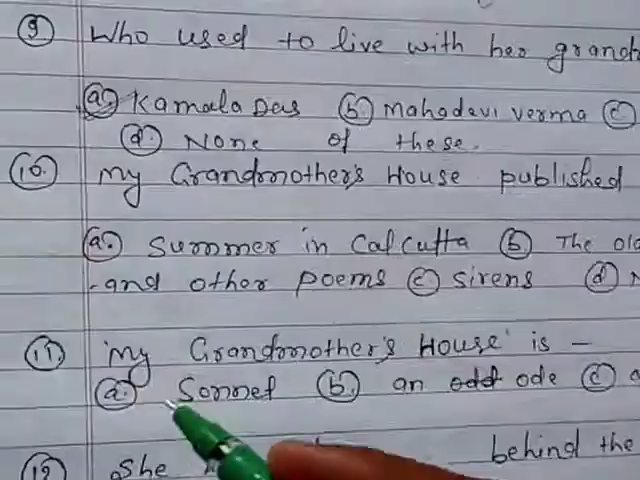 9 Who used to live with her grand
a. Kamala Das b. Mahadevi verma c
d. None of these.
10. My Grandmother's House published
a. Summer in Calcutta b The old
-and other poems c sirens d N
11. My Grandmother's House is -
a. Sonnet b. an ode c a
12 She behind the